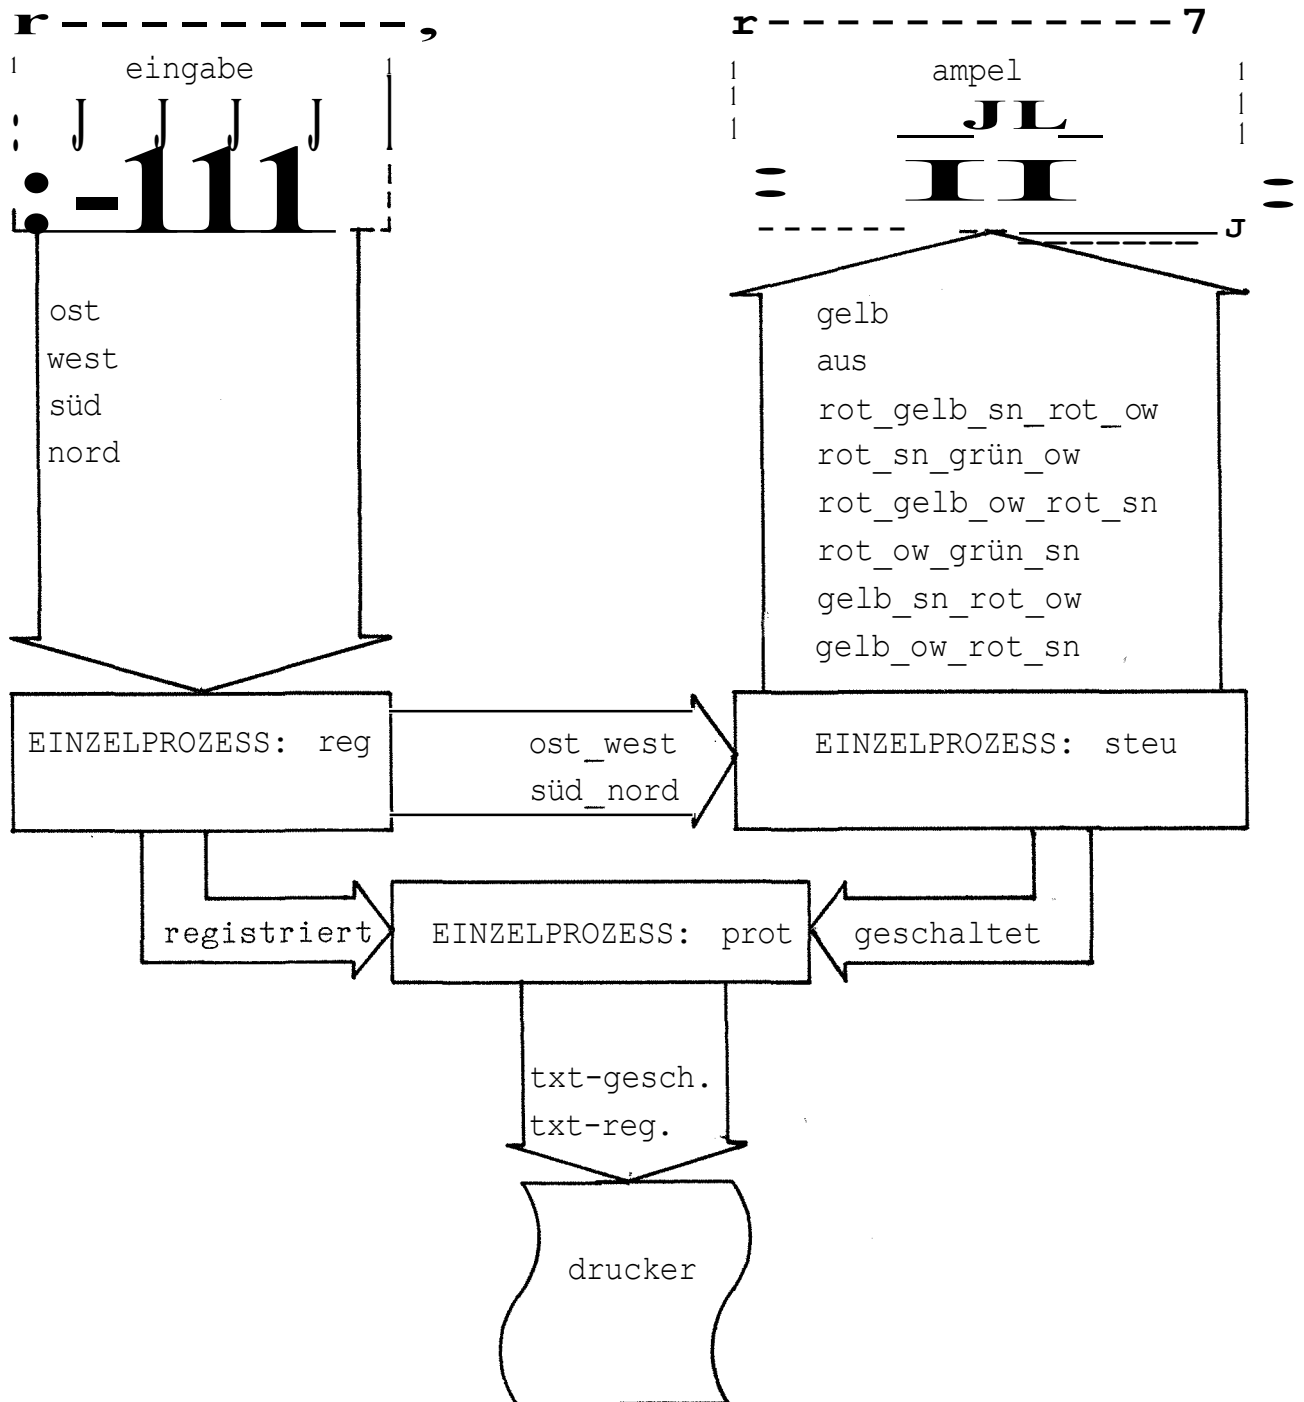 eingabe
ampel
ost
west
süd
nord
gelb
aus
rot_gelb_sn_rot_ow
rot_sn_grün_ow
rot_gelb_ow_rot_sn
rot_ow_grün_sn
gelb_sn_rot_ow
gelb_ow_rot_sn
EINZELPROZESS: reg
ost_west
süd_nord
EINZELPROZESS: steu
registriert
EINZELPROZESS: prot
geschaltet
txt-gesch.
txt-reg.
drucker